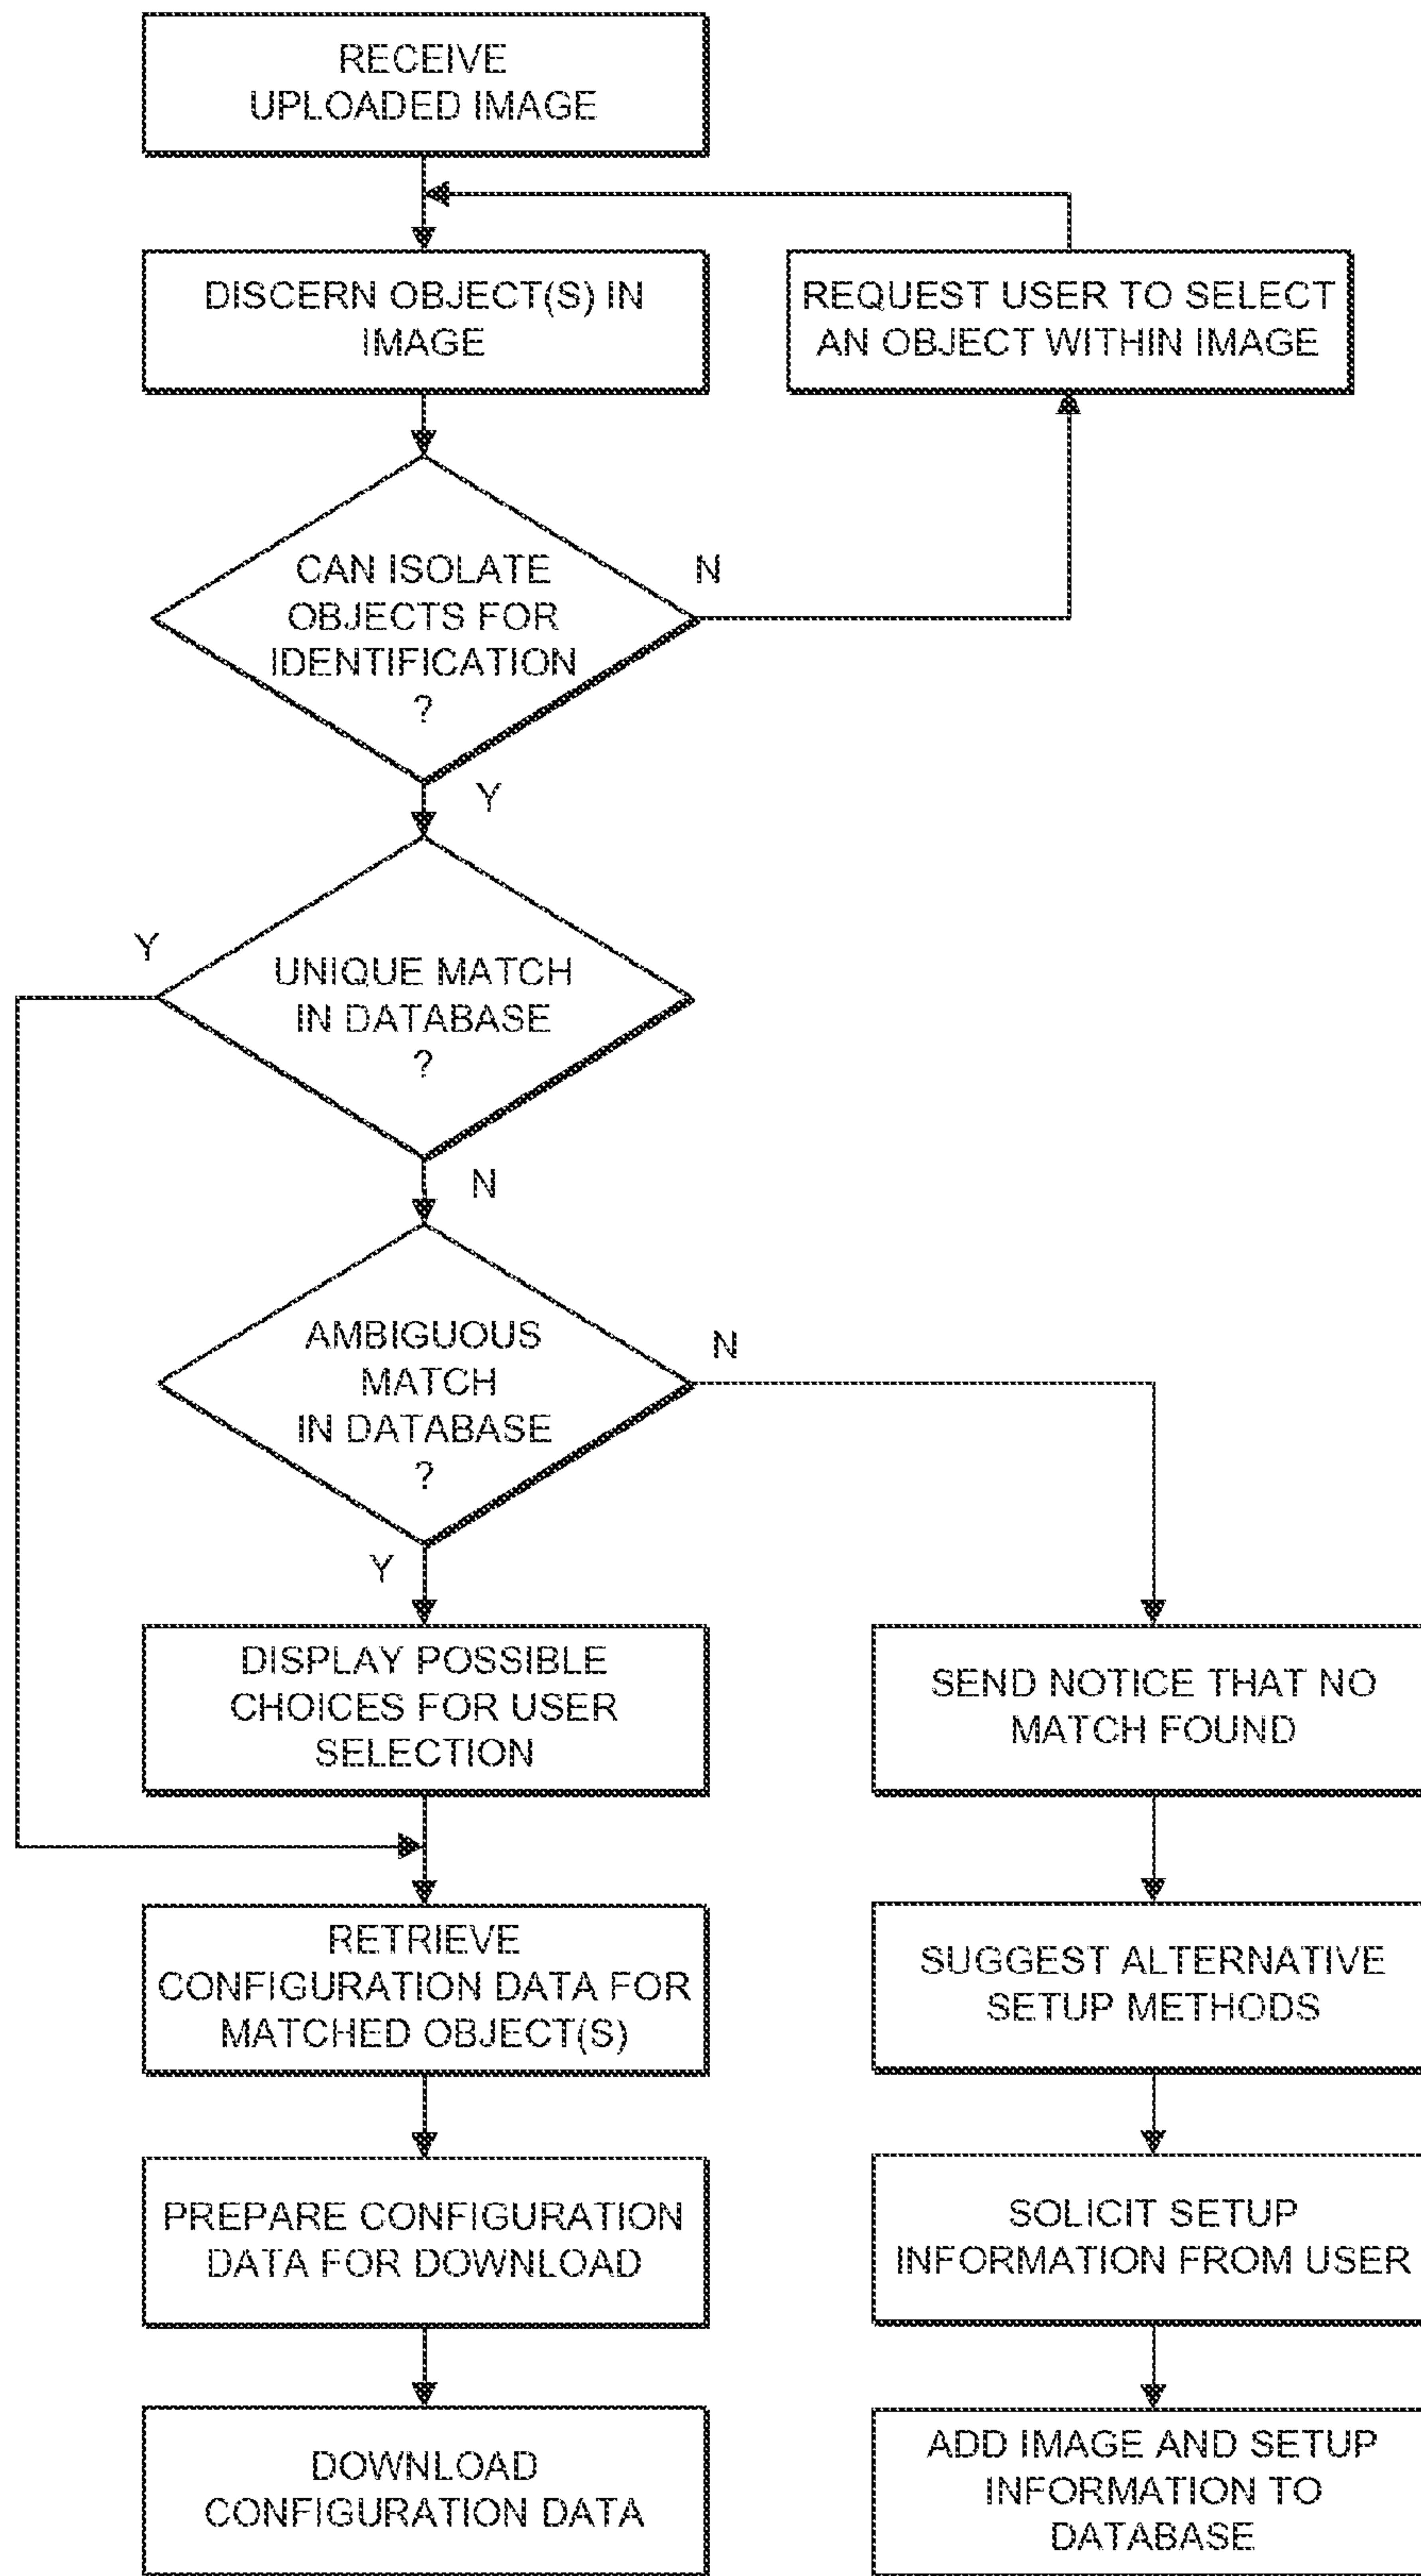 RECEIVE
UPLOADED IMAGE
DISCERN OBJECT(S) IN
IMAGE
REQUEST USER TO SELECT
AN OBJECT WITHIN IMAGE
CAN ISOLATE
OBJECTS FOR
IDENTIFICATION
?
N
Y
UNIQUE MATCH
IN DATABASE
?
Y
N
AMBIGUOUS
MATCH
IN DATABASE
?
N
Y
DISPLAY POSSIBLE
CHOICES FOR USER
SELECTION
SEND NOTICE THAT NO
MATCH FOUND
RETRIEVE
CONFIGURATION DATA FOR
MATCHED OBJECT(S)
SUGGEST ALTERNATIVE
SETUP METHODS
PREPARE CONFIGURATION
DATA FOR DOWNLOAD
SOLICIT SETUP
INFORMATION FROM USER
DOWNLOAD
CONFIGURATION DATA
ADD IMAGE AND SETUP
INFORMATION TO
DATABASE